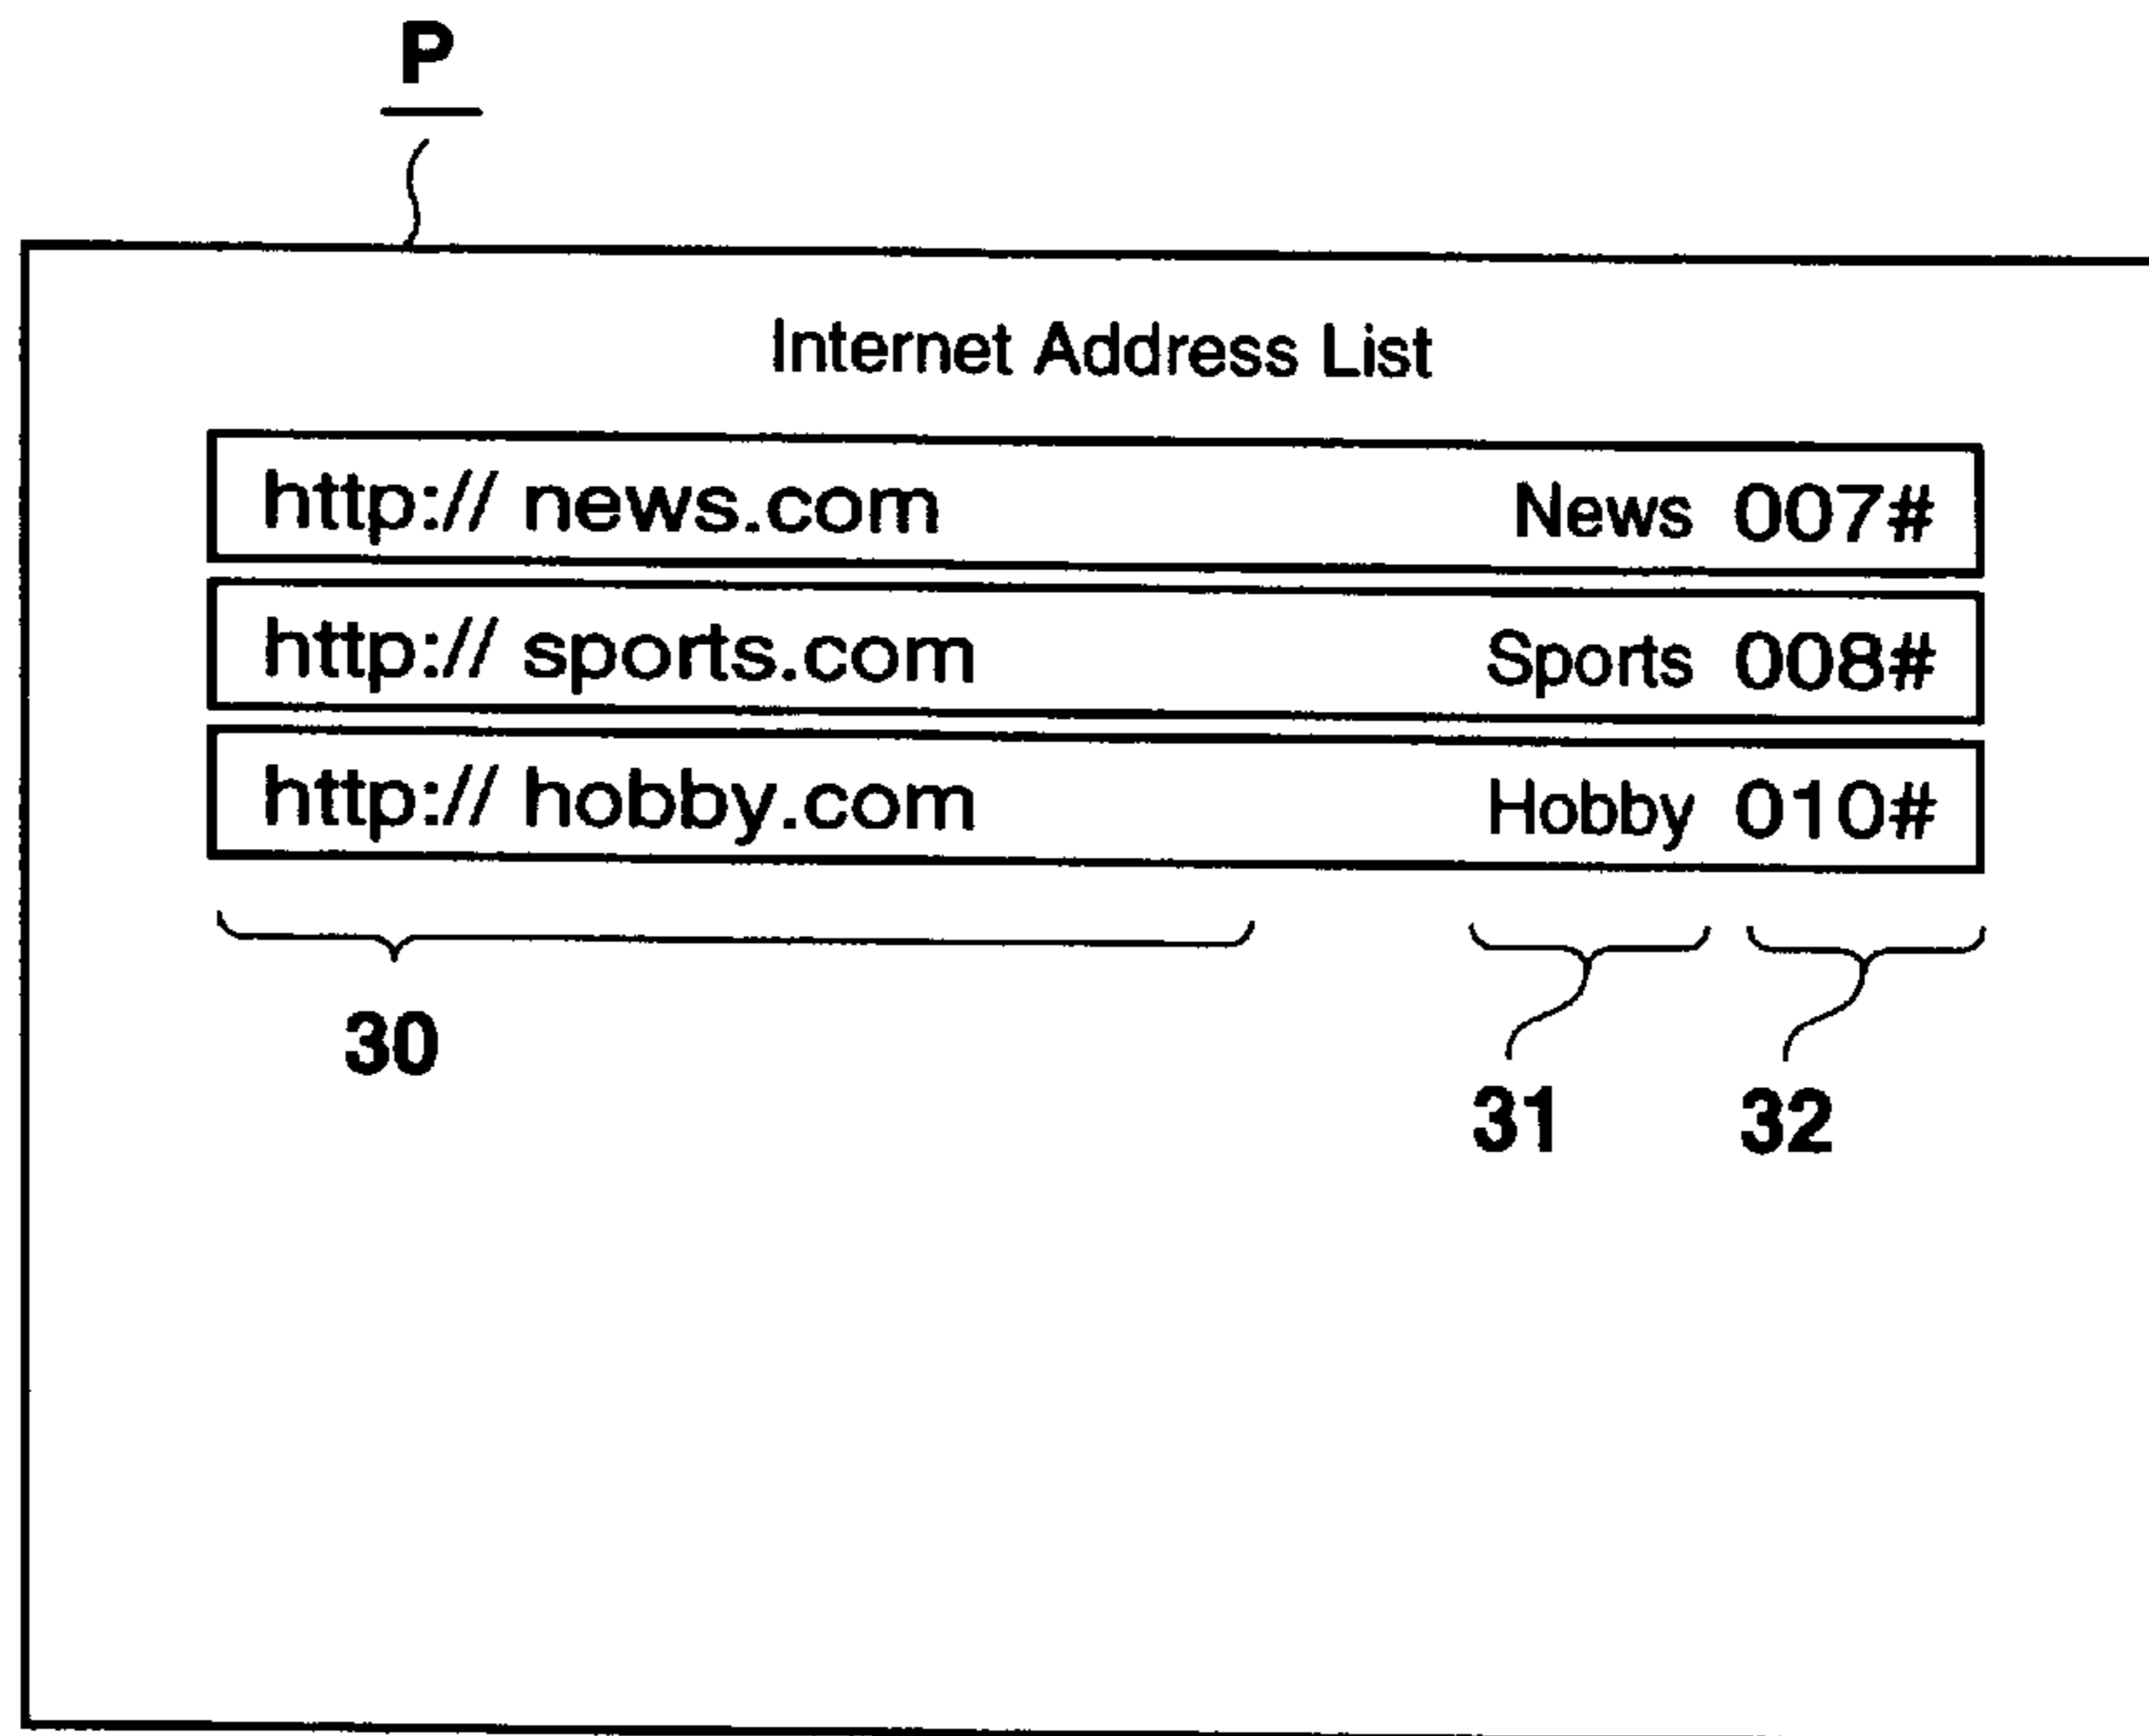 P
Internet Address List
http:// news.com News 007#
http:// sports.com Sports 008#
http:// hobby.com Hobby 010#
30
31 32